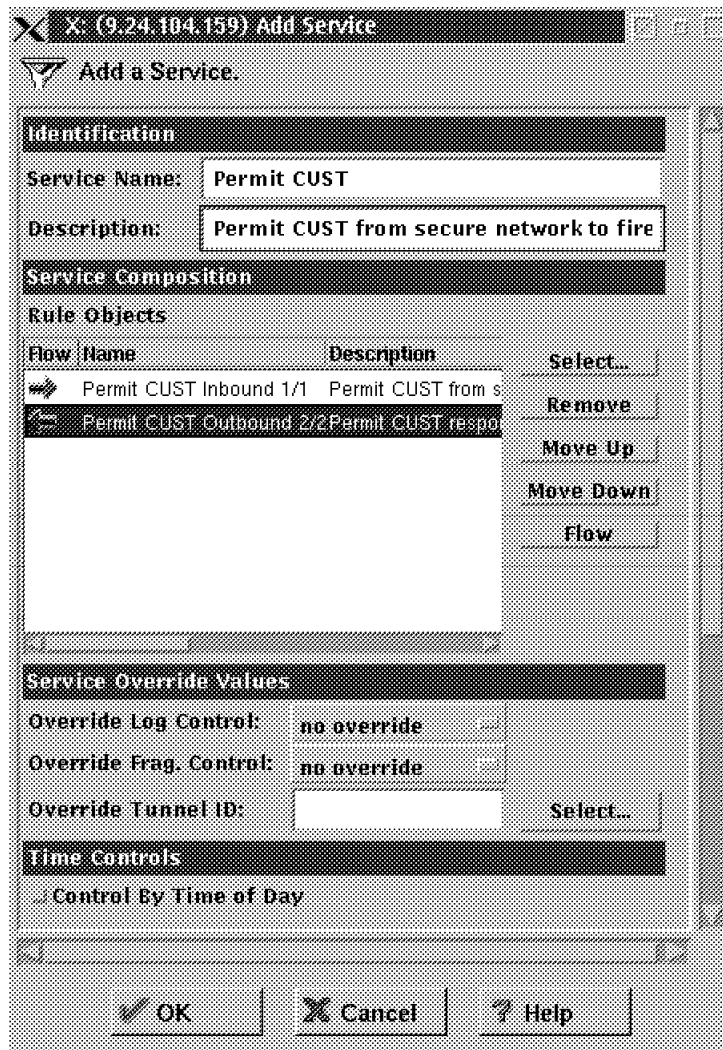 X: (9.24.104.159) Add Service
Add a Service.
Identification
Service Name: Permit CUST
Description: Permit CUST from secure network to fire
Service Composition
Rule Objects
Flow Name Description
Permit CUST Inbound 1/1 Permit CUST from s
Permit CUST Outbound 2/2 Permit CUST respo
Select...
Remove
Move Up
Move Down
Flow
Service Override Values
Override Log Control: no override
Override Frag. Control: no override
Override Tunnel ID: Select...
Time Controls
Control By Time of Day
OK Cancel Help